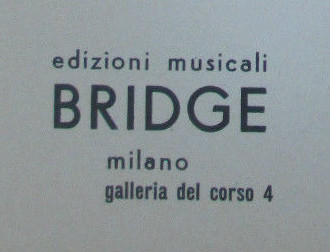 edizioni musicali
BRIDGE
milano
galleria del corso 4